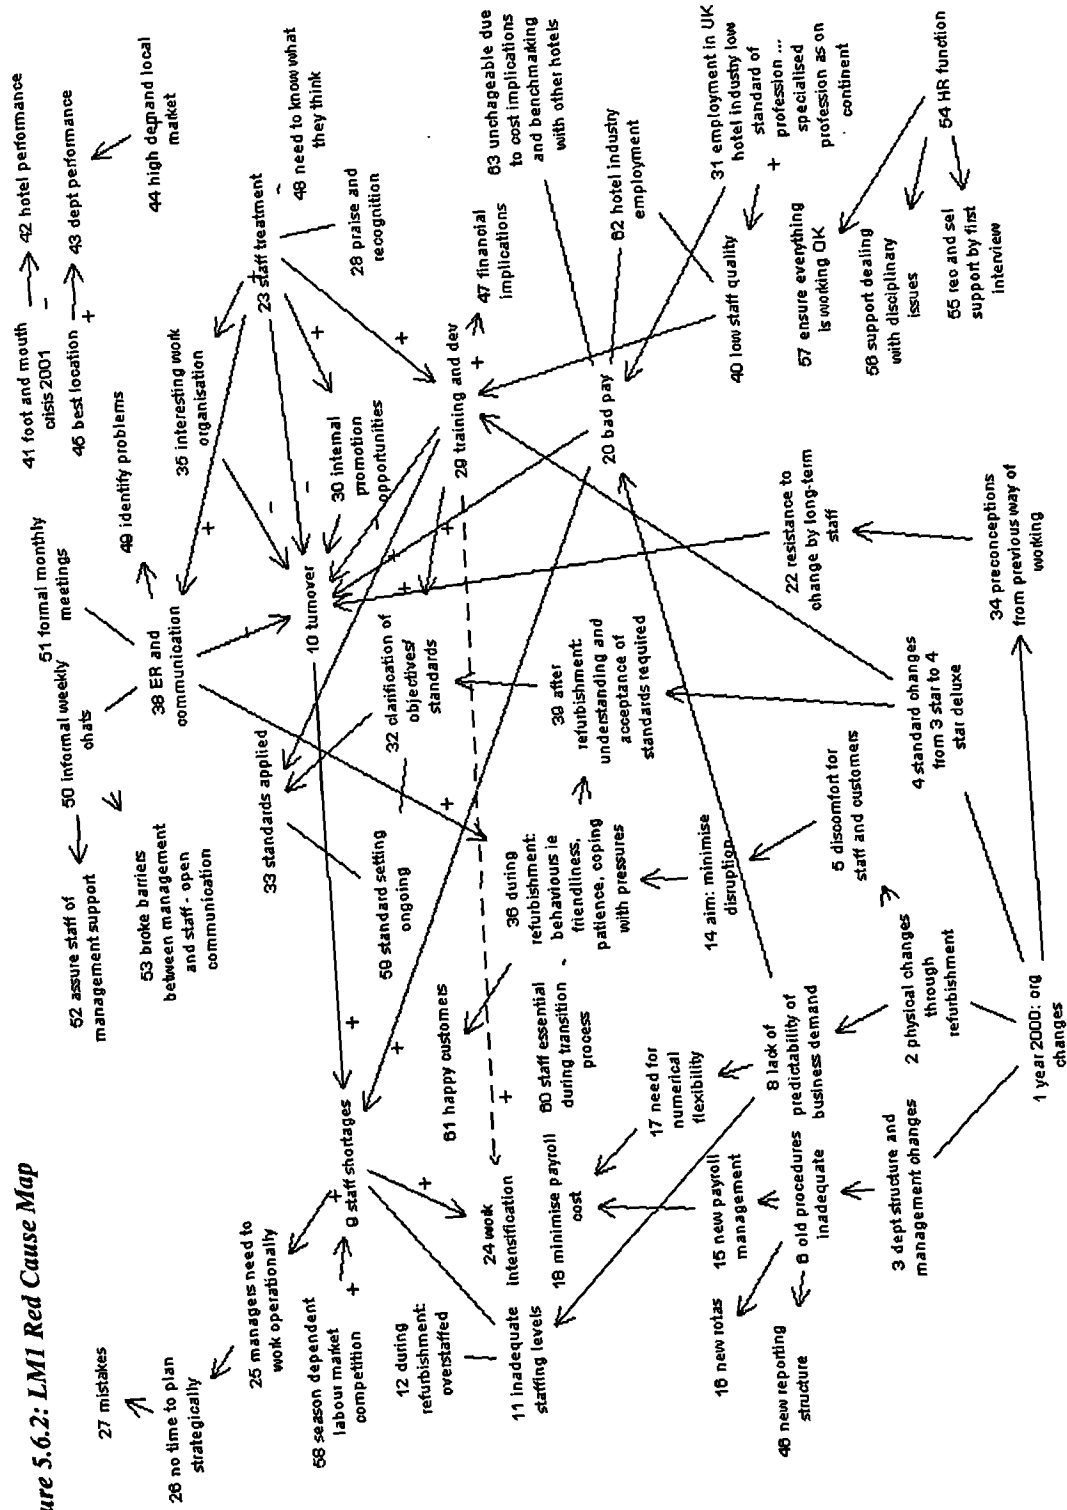 ure 5.6.2: LM1 Red Cause Map
27 mistakes
26 no time to plan
strategically
25 managers need to
work operationally
58 season dependent
labour market
competition
12 during
refurbishment:
overstaffed
11 inadequate
staffing levels
9 staff shortages
24 work
intensification
18 minimise payroll
cost
16 new rotas
15 new payroll
management
46 new reporting
structure
6 old procedures
inadequate
3 dept structure and
management changes
17 need for
numerical
flexibility
8 lack of
predictability of
business demand
2 physical changes
through
refurbishment
1 year 2000: org
changes
52 assure staff of
management support
53 broke barriers
between management
and staff - open
communication
50 informal weekly
chats
51 formal monthly
meetings
38 ER and
communication
49 identify problems
33 standards applied
59 standard setting
ongoing
10 turnover
32 clarification of
objectives/
standards
61 happy customers
60 staff essential
during transition
process
36 during
refurbishment:
behaviours ie
friendliness,
patience, coping
with pressures
39 after
refurbishment:
understanding and
acceptance of
standards required
14 aim: minimise
disruption
5 discomfort for
staff and customers
4 standard changes
from 3 star to 4
star deluxe
22 resistance to
change by long-term
staff
34 preconceptions
from previous way of
working
41 foot and mouth
crisis 2001
42 hotel performance
45 best location
43 dept performance
44 high demand local
market
35 interesting work
organisation
23 staff treatment
48 need to know what
they think
28 praise and
recognition
30 internal
promotion
opportunities
29 training and dev
47 financial
implications
63 unchageable due
to cost implications
and benchmarking
with other hotels
20 bad pay
62 hotel industry
employment
31 employment in UK
hotel industry low
standard of
profession ...
specialised
profession as on
continent
40 low staff quality
57 ensure everything
is working OK
56 support dealing
with disciplinary
issues
55 rec and sel
support by first
interview
54 HR function